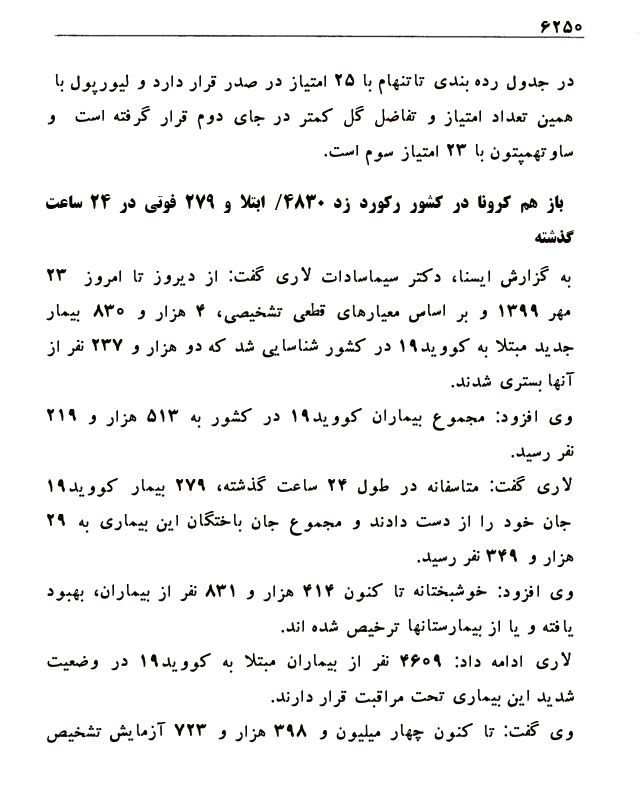 ۶۲۵۰
در جدول رده بندی تاتنهام با ۲۵ امتیاز در صدر قرار دارد و لیورپول با
همین تعداد امتیاز و تفاضل گل کمتر در جای دوم قرار گرفته است و
ساوتهمپتون با ۲۳ امتیاز سوم است.
باز هم کرونا در کشور رکورد زد ۴۸۳۰/ ابتلا و ۲۷۹ فوتی در ۲۴ ساعت
گذشته
به گزارش ایسنا، دکتر سیماسادات لاری گفت: از دیروز تا امروز ۲۳
مهر ۱۳۹۹ و بر اساس معیارهای قطعی تشخیصی، ۴ هزار و ۸۳۰ بیمار
جدید مبتلا به کووید۱۹ در کشور شناسایی شد که دو هزار و ۲۳۷ نفر از
آنها بستری شدند.
وی افزود: مجموع بیماران کووید۱۹ در کشور به ۵۱۳ هزار و ۲۱۹
نفر رسید.
لاری گفت: متاسفانه در طول ۲۴ ساعت گذشته، ۲۷۹ بیمار کووید۱۹
جان خود را از دست دادند و مجموع جان باختگان این بیماری به ۲۹
هزار و ۳۴۹ نفر رسید.
وی افزود: خوشبختانه تا کنون ۴۱۴ هزار و ۸۳۱ نفر از بیماران، بهبود
یافته و یا از بیمارستانها ترخیص شده اند.
لاری ادامه داد: ۴۶۰۹ نفر از بیماران مبتلا به کووید۱۹ در وضعیت
شدید این بیماری تحت مراقبت قرار دارند.
وی گفت: تا کنون چهار میلیون و ۳۹۸ هزار و ۷۲۳ آزمایش تشخیص